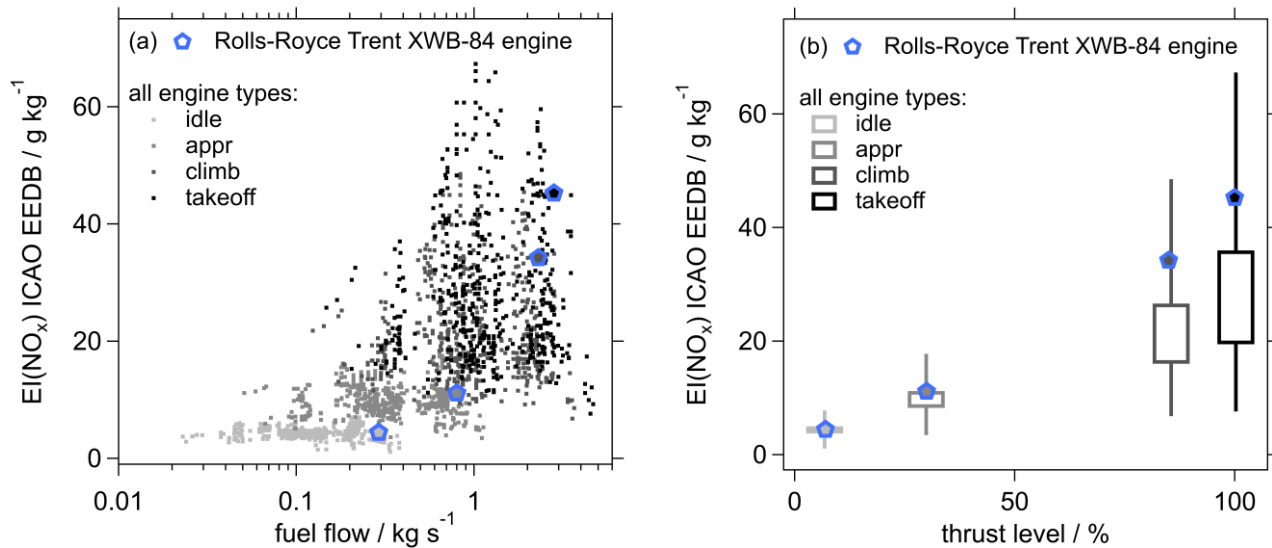 (a) Rolls-Royce Trent XWB-84 engine
all engine types:
idle
appr
climb
takeoff
EI(NOx) ICAO EEDB / g kg-1
60
40
20
0
0.01
0.1
1
fuel flow / kg s-1
(b) Rolls-Royce Trent XWB-84 engine
all engine types:
idle
appr
climb
takeoff
EI(NOx) ICAO EEDB / g kg-1
60
40
20
0
0
50
100
thrust level / %